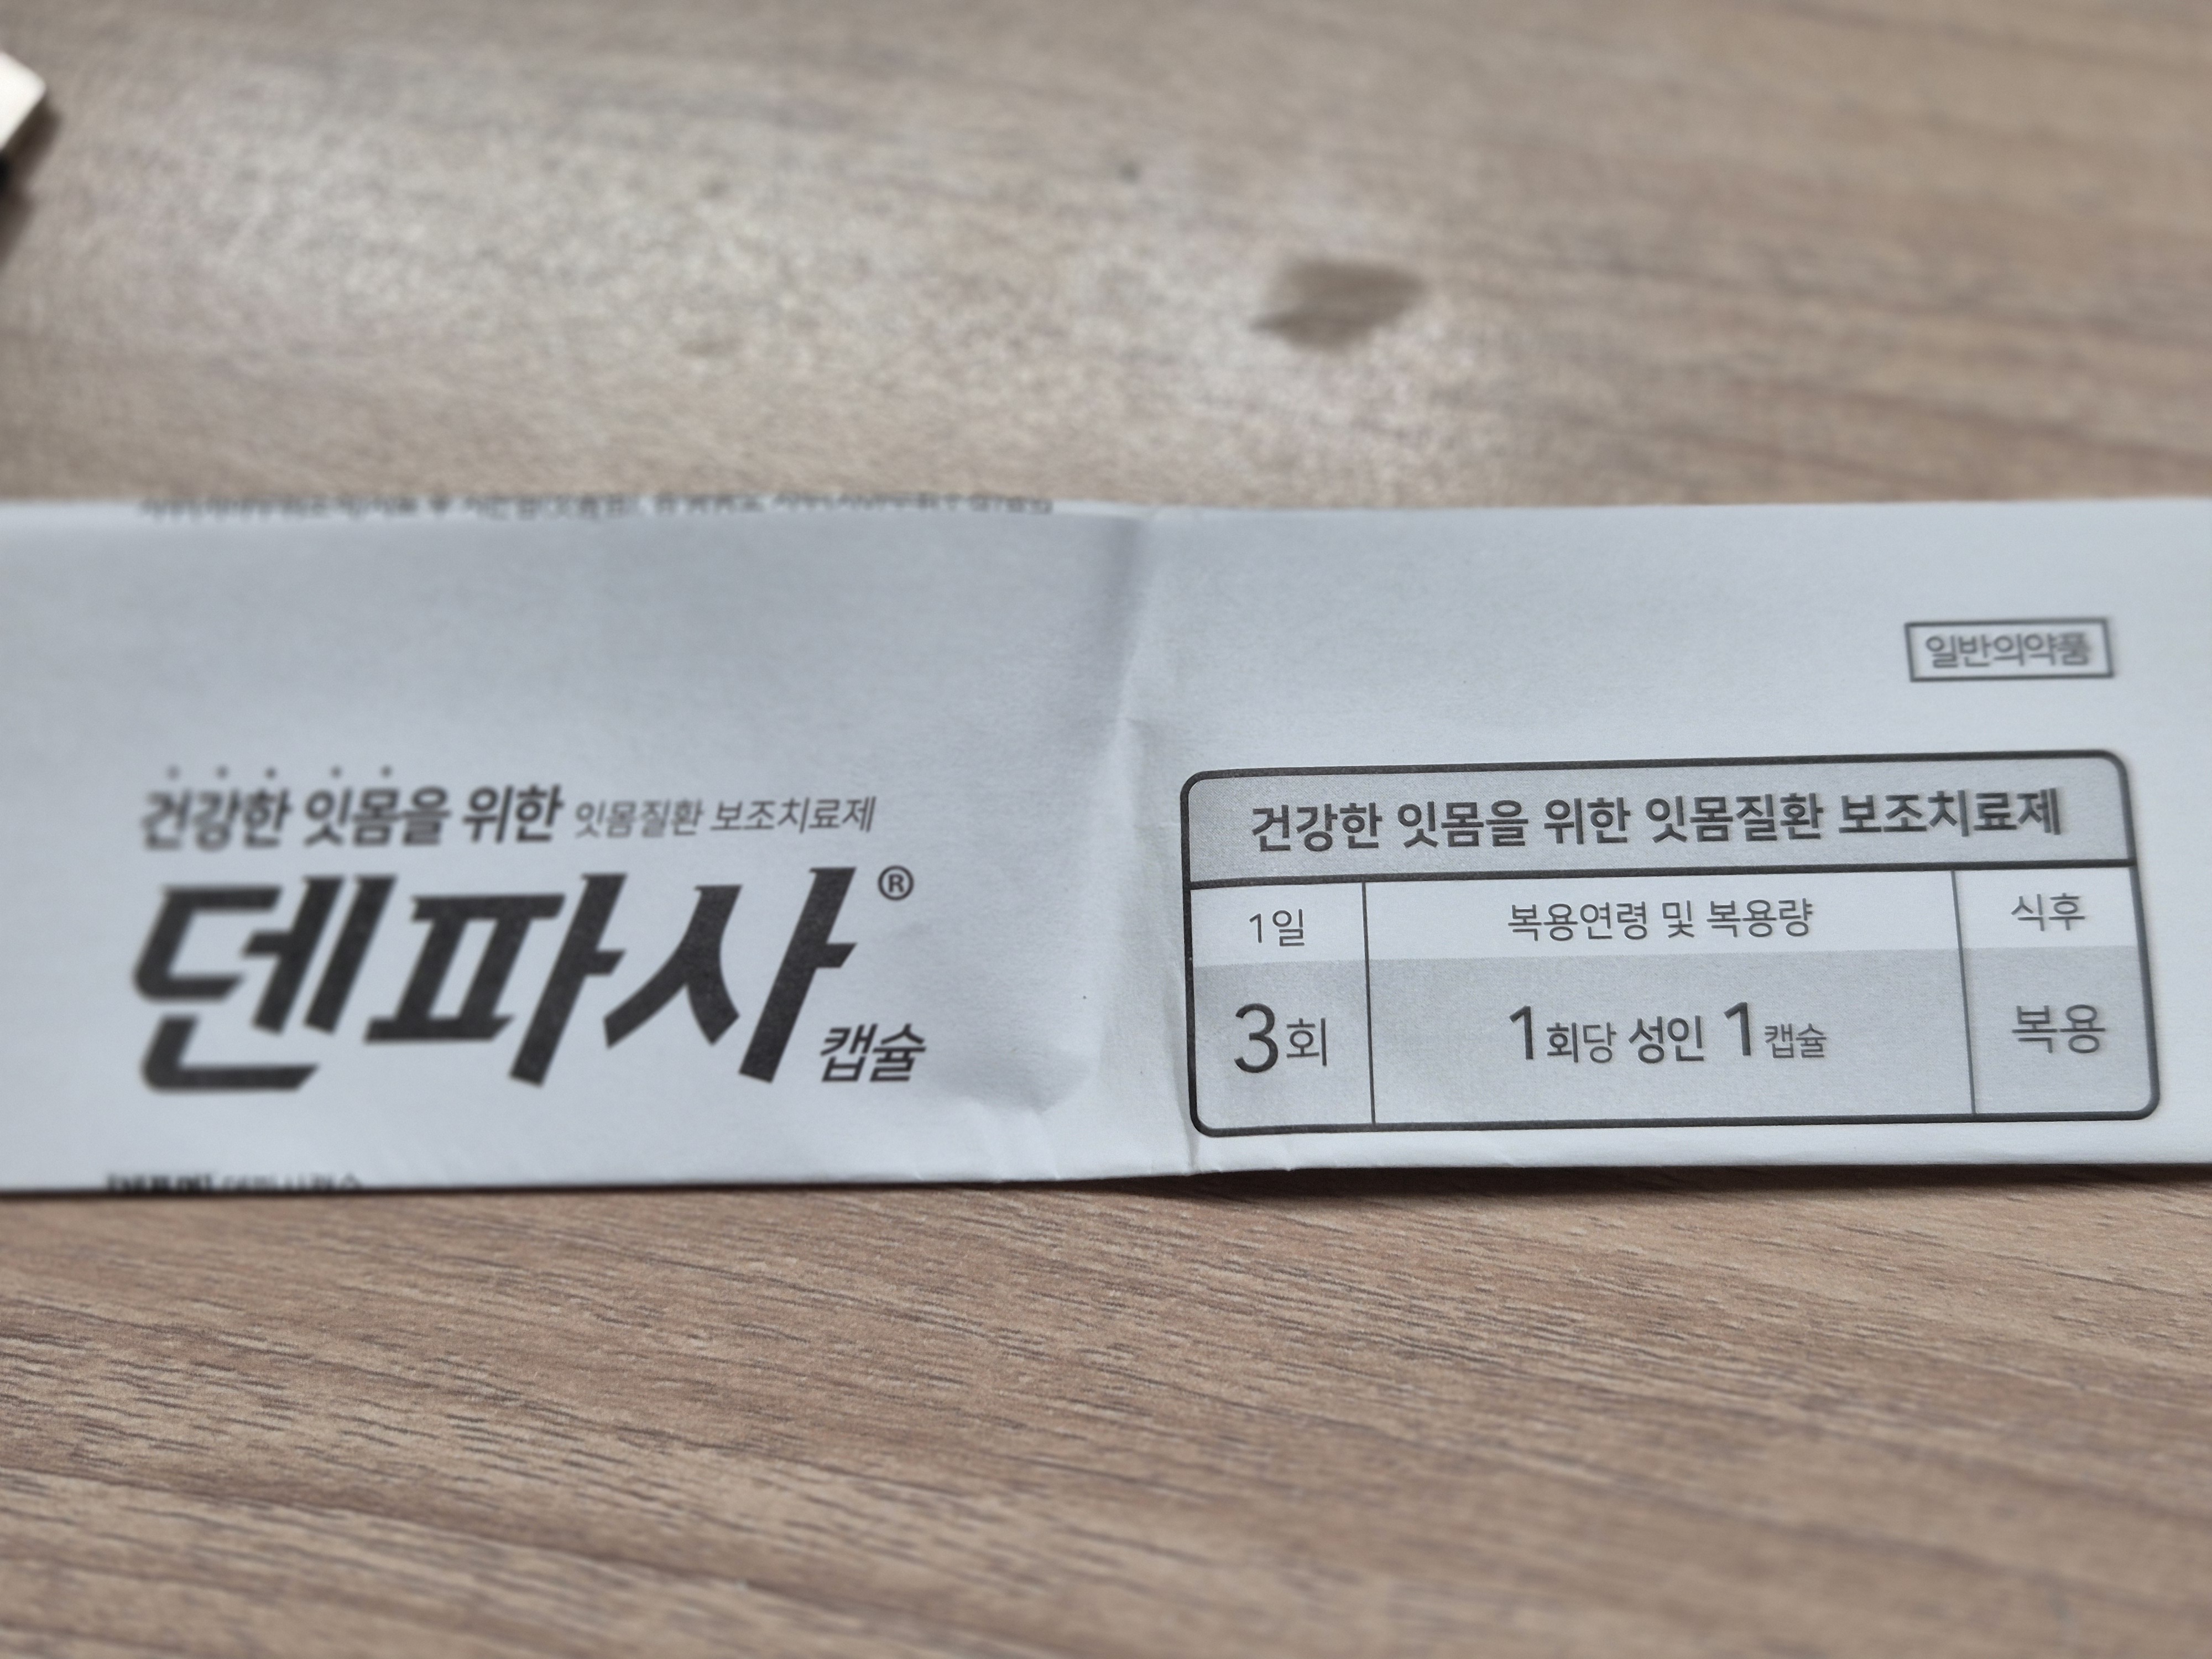 건강한 잇몸을 위한 잇몸질환 보조치료제
덴파사®
캡슐
일반의약품
건강한 잇몸을 위한 잇몸질환 보조치료제
1일 복용연령 및 복용량 식후
3회 1회당 성인 1캡슐 복용